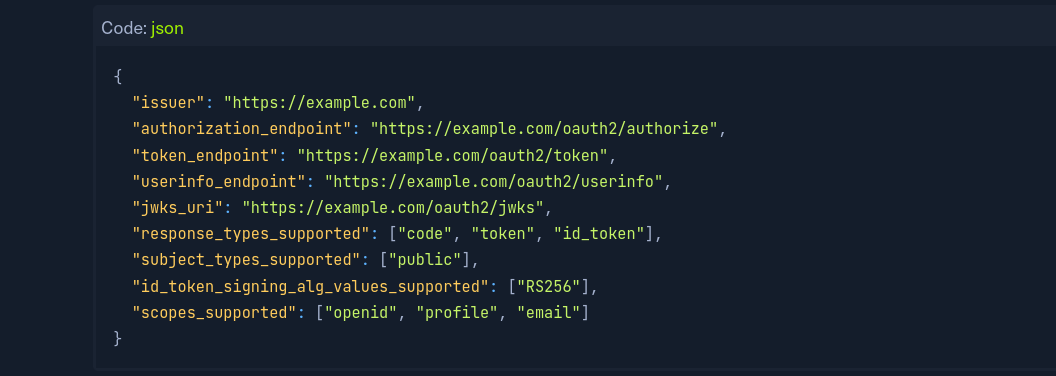 Code: json
{
"issuer": "https://example.com",
"authorization_endpoint": "https://example.com/oauth2/authorize",
"token_endpoint": "https://example.com/oauth2/token",
"userinfo_endpoint": "https://example.com/oauth2/userinfo",
"jwks_uri": "https://example.com/oauth2/jwks",
"response_types_supported": ["code", "token", "id_token"],
"subject_types_supported": ["public"],
"id_token_signing_alg_values_supported": ["RS256"],
"scopes_supported": ["openid", "profile", "email"]
}